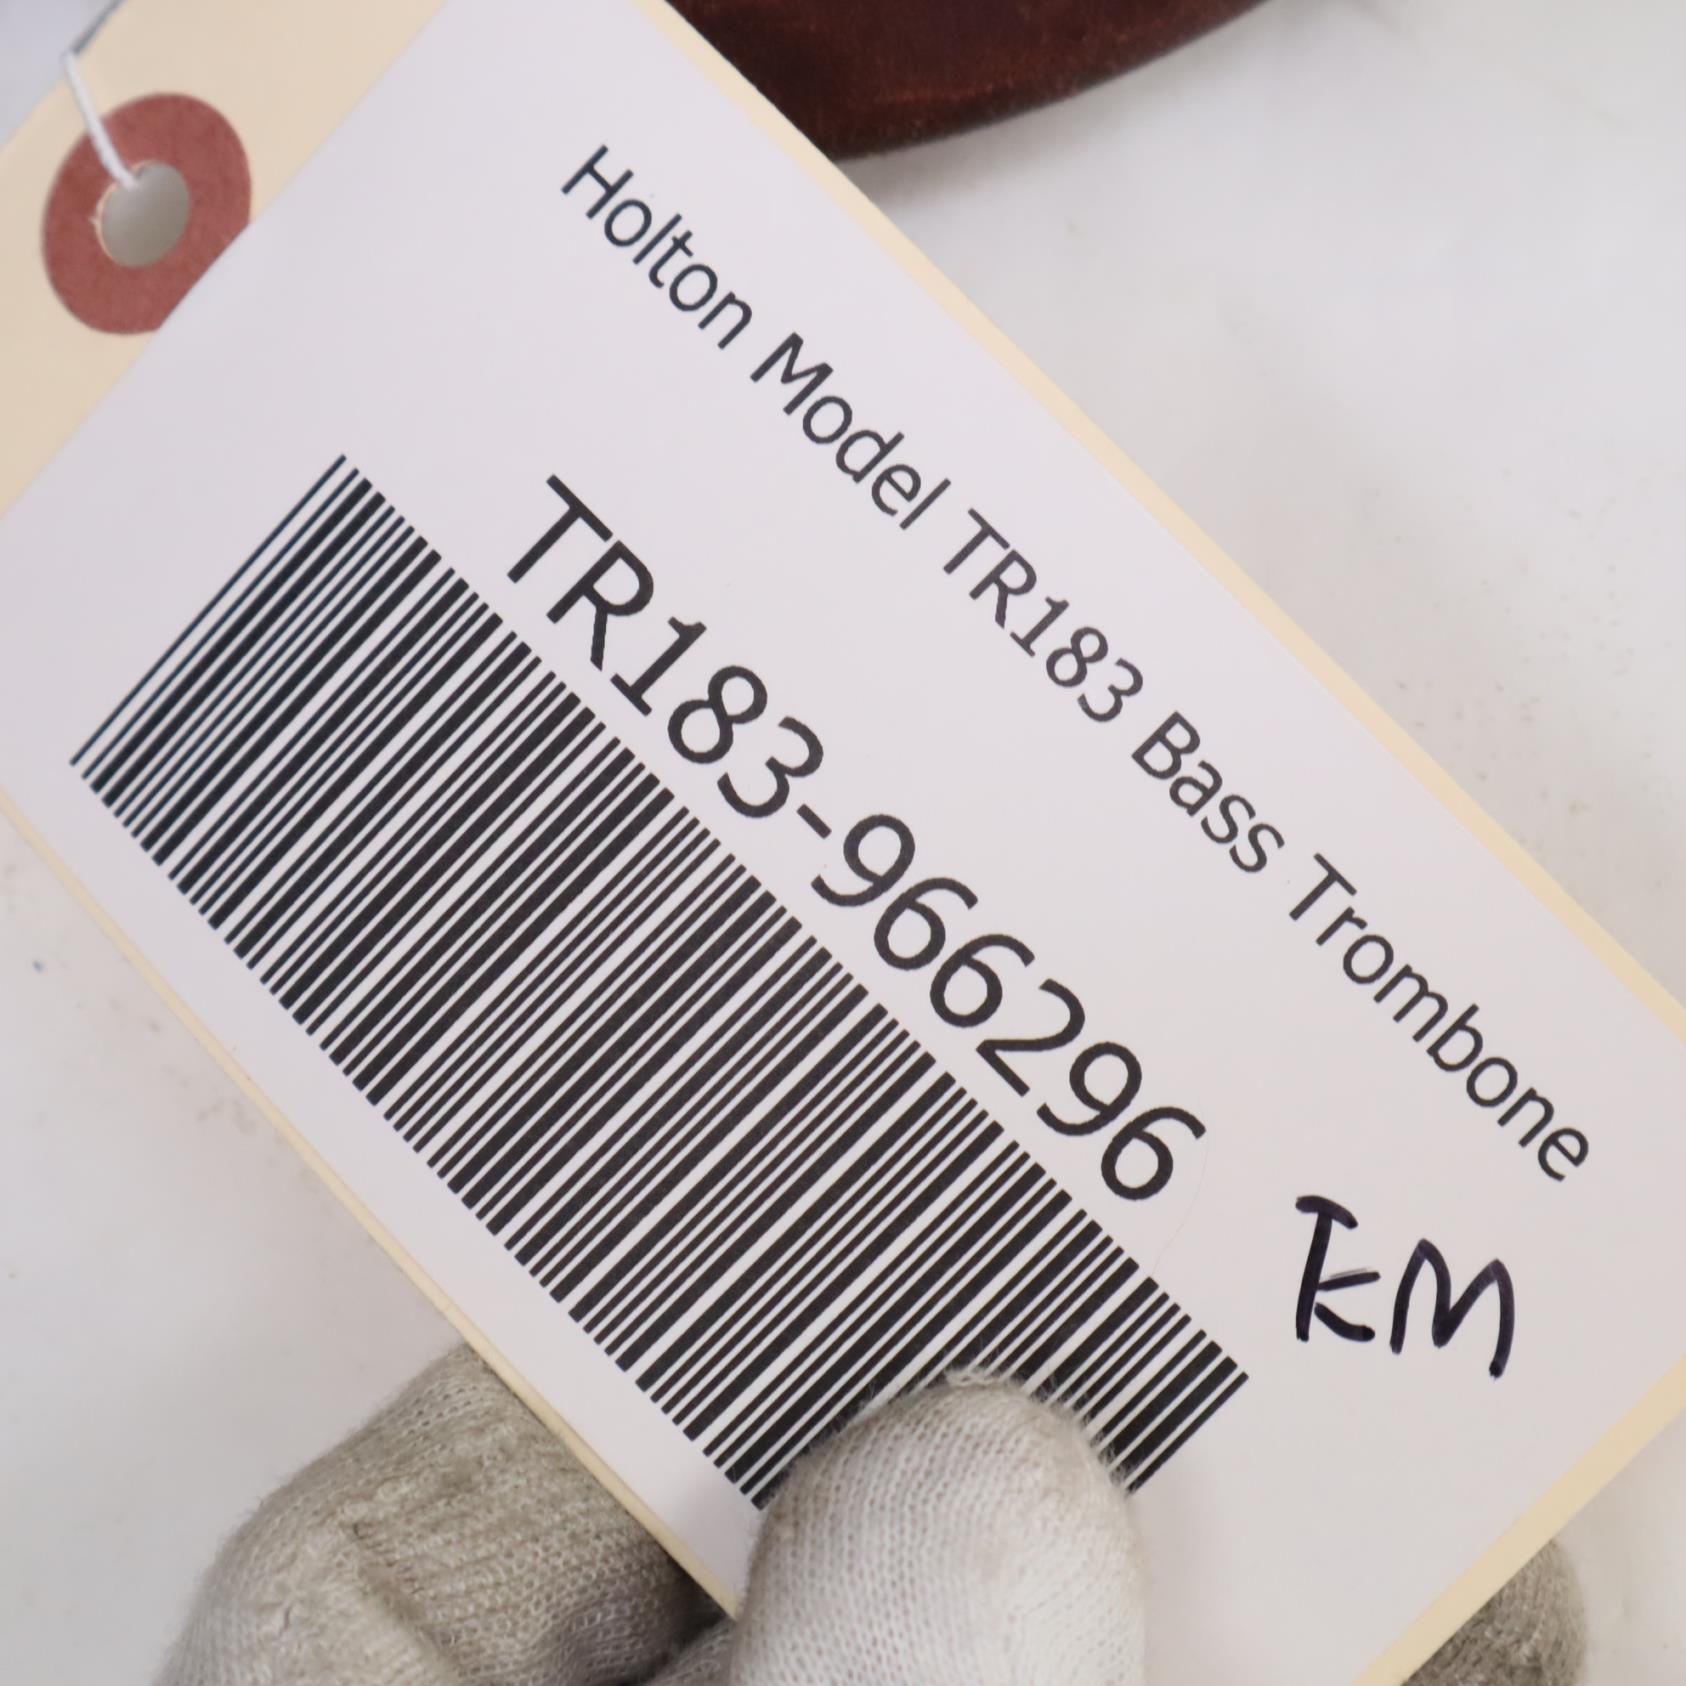 Holton Model TR183 Bass Trombone
TR183-966296
KM